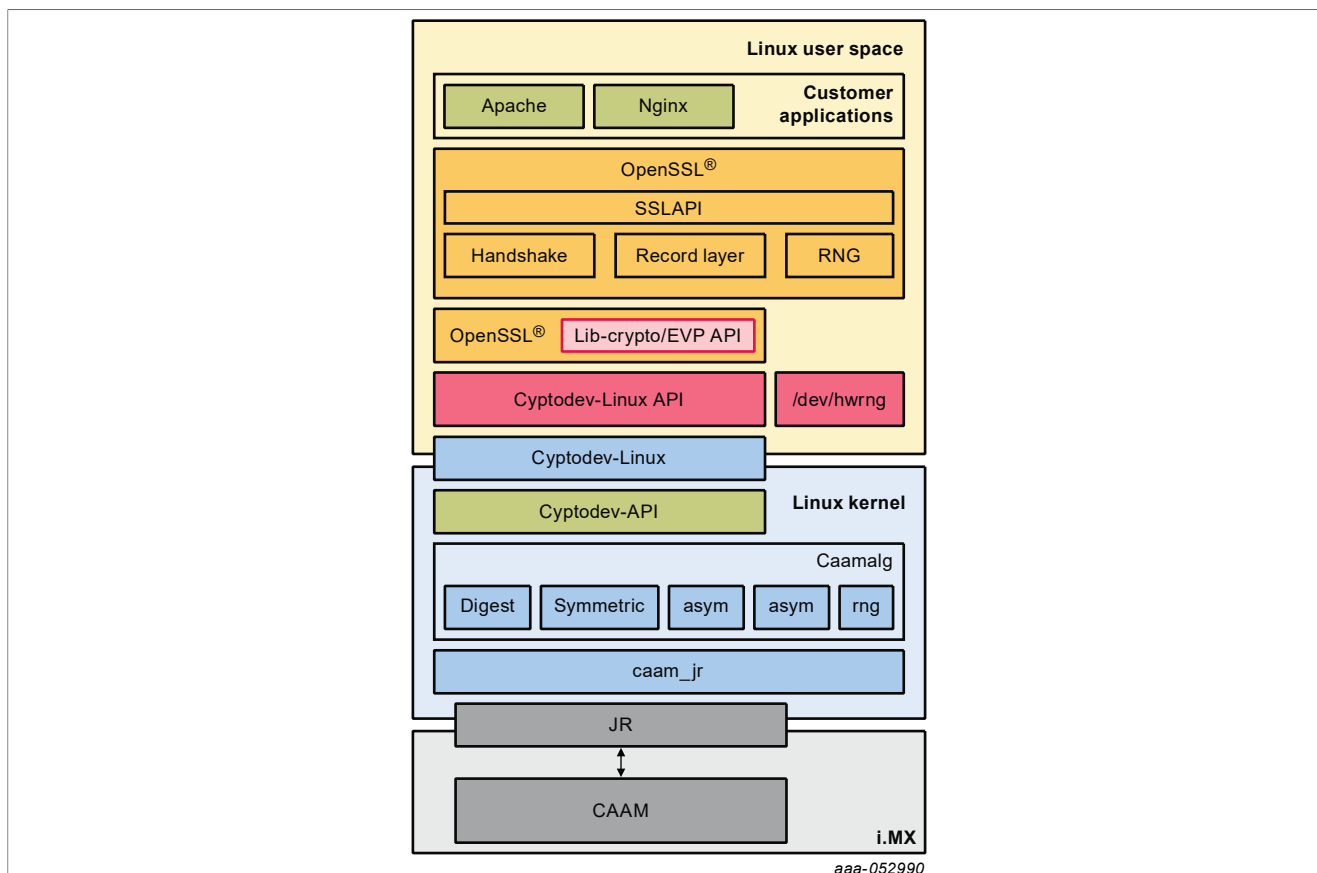 Linux user space
Customer
applications
Apache
Nginx
OpenSSL®
SSLAPI
Handshake
Record layer
RNG
OpenSSL®
Lib-crypto/EVP API
Cyptodev-Linux API
/dev/hwrng
Cyptodev-Linux
Linux kernel
Cyptodev-API
Caamalg
Digest
Symmetric
asym
asym
rng
caam_jr
JR
CAAM
i.MX
aaa-052990